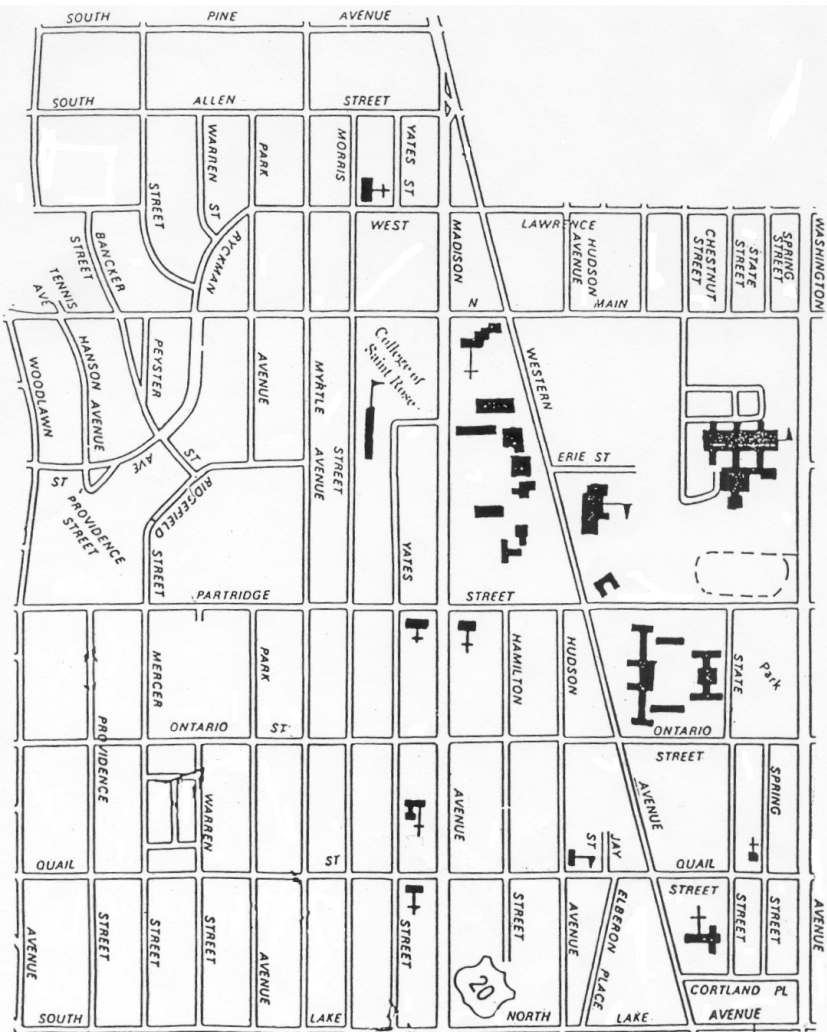 SOUTH PINE AVENUE
SOUTH ALLEN STREET
WARREN ST
PARK
MORRIS
YATES ST
STREET
RYCKMAN
WEST LAWRENCE
MADISON
HUDSON AVENUE
CHESTNUT STREET
STATE STREET
SPRING STREET
WASHINGTON
BANCKER STREET
TENNIS AVE
N MAIN
WOODLAWN
HANSON AVENUE
PEYSTER
AVENUE
MYRTLE AVENUE
STREET
College of
Saint Rose
WESTERN
ERIE ST
ST
AVE
ST
RIDGEFIELD
PROVIDENCE STREET
STREET
YATES
PARTRIDGE STREET
MERCER
PARK
HAMILTON
HUDSON
STATE
Park
ONTARIO ST
ONTARIO
STREET
PROVIDENCE
WARREN
AVENUE
AVENUE
SPRING
JAY ST
QUAIL ST QUAIL
STREET
AVENUE
STREET
STREET
STREET
AVENUE
STREET
STREET
AVENUE
ELBERON PLACE
STREET
STREET
AVENUE
20
CORTLAND PL
SOUTH LAKE NORTH LAKE AVENUE